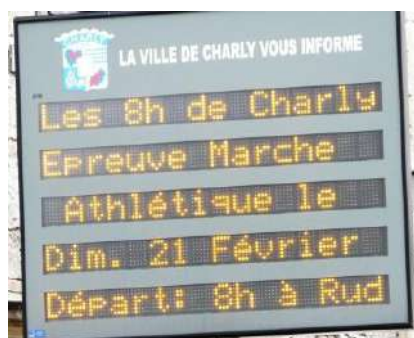 LA VILLE DE CHARLY VOUS INFORME
Les 8h de Charly
Epreuve Marche
Athlétique le
Dim. 21 Février
Départ: 8h à Rud